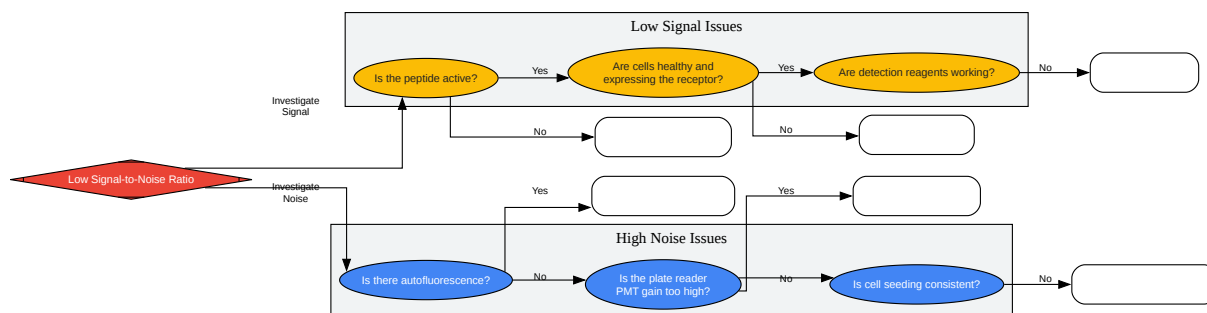 Low Signal Issues
Is the peptide active?
Yes
Are cells healthy and
expressing the receptor?
Yes
Are detection reagents working?
No
Investigate
Signal
No
No
Low Signal-to-Noise Ratio
Investigate
Noise
Yes
Yes
High Noise Issues
Is there autofluorescence?
No
Is the plate reader
PMT gain too high?
No
Is cell seeding consistent?
No